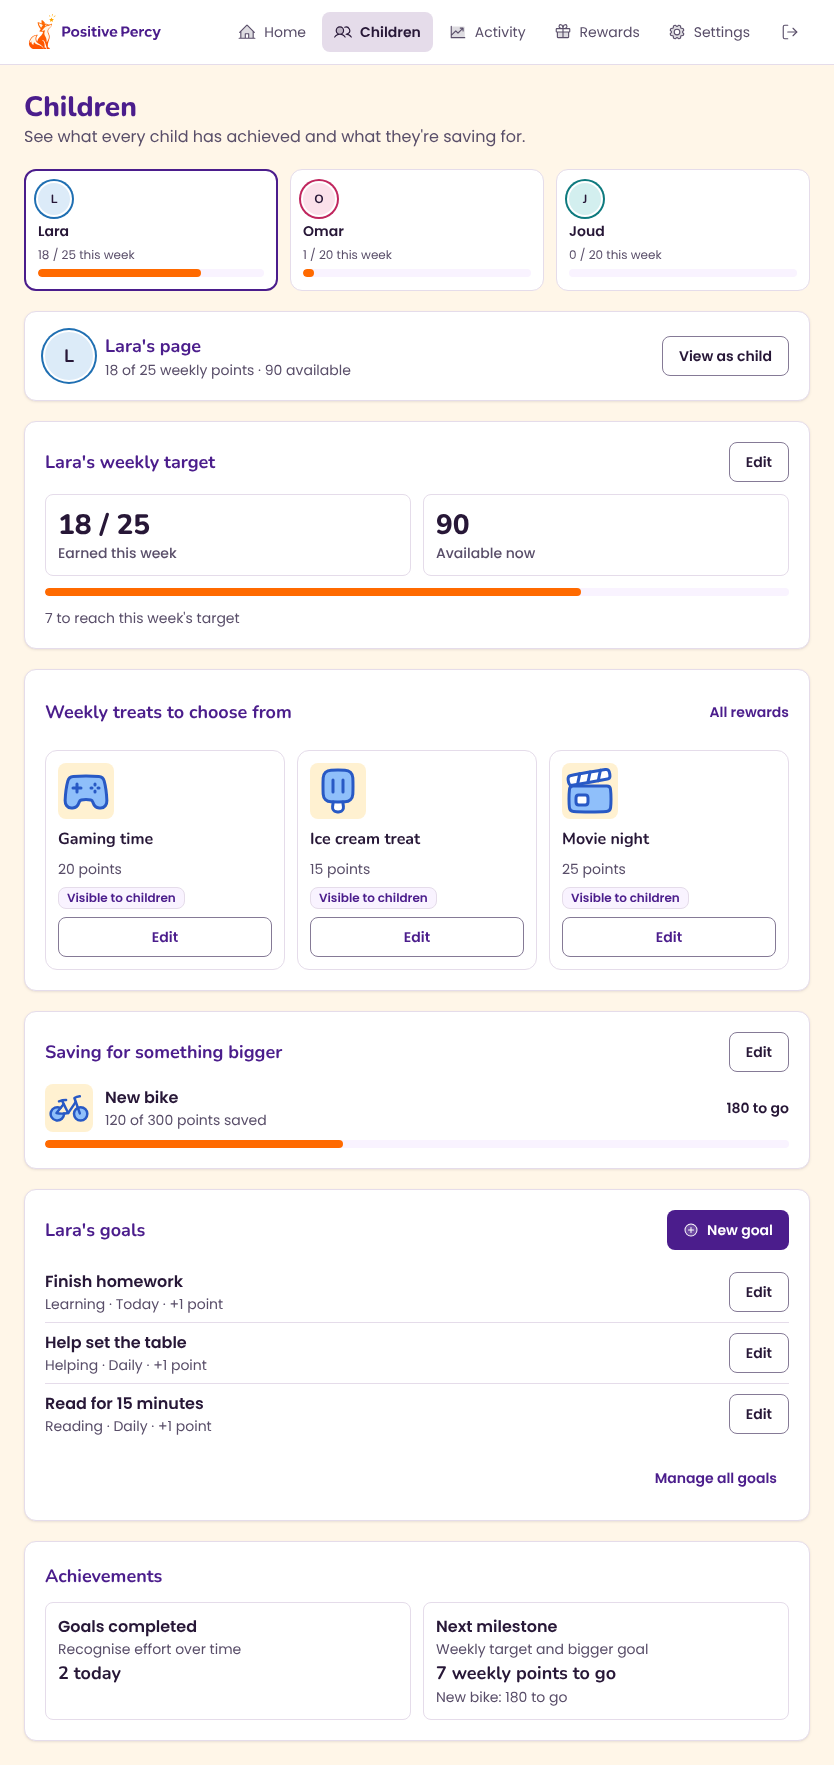 Positive Percy
Home
Children
Activity
Rewards
Settings
Children
See what every child has achieved and what they're saving for.
L
Lara
18 / 25 this week
O
Omar
1 / 20 this week
J
Joud
0 / 20 this week
L
Lara's page
18 of 25 weekly points · 90 available
View as child
Lara's weekly target
Edit
18 / 25
Earned this week
90
Available now
7 to reach this week's target
Weekly treats to choose from
All rewards
Gaming time
20 points
Visible to children
Edit
Ice cream treat
15 points
Visible to children
Edit
Movie night
25 points
Visible to children
Edit
Saving for something bigger
Edit
New bike
120 of 300 points saved
180 to go
Lara's goals
New goal
Finish homework
Learning · Today · +1 point
Edit
Help set the table
Helping · Daily · +1 point
Edit
Read for 15 minutes
Reading · Daily · +1 point
Edit
Manage all goals
Achievements
Goals completed
Recognise effort over time
2 today
Next milestone
Weekly target and bigger goal
7 weekly points to go
New bike: 180 to go